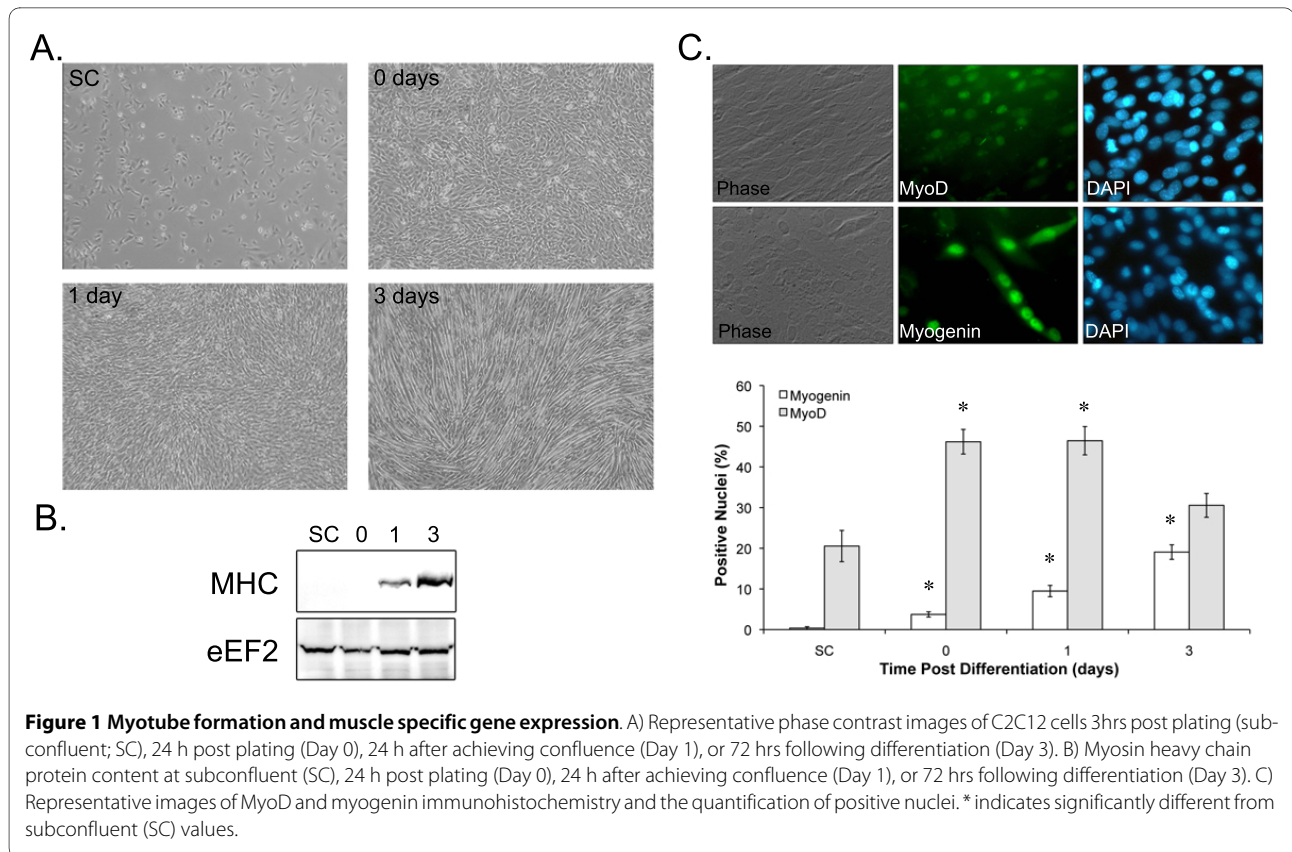 A.
SC
0 days
1 day
3 days
B.
SC 0 1 3
MHC
eEF2
C.
Phase
MyoD
DAPI
Phase
Myogenin
DAPI
Myogenin
MyoD
Positive Nuclei (%)
60
50
40
30
20
10
0
* * * * *
SC 0 1 3
Time Post Differentiation (days)
Figure 1 Myotube formation and muscle specific gene expression. A) Representative phase contrast images of C2C12 cells 3hrs post plating (sub-
confluent; SC), 24 h post plating (Day 0), 24 h after achieving confluence (Day 1), or 72 hrs following differentiation (Day 3). B) Myosin heavy chain
protein content at subconfluent (SC), 24 h post plating (Day 0), 24 h after achieving confluence (Day 1), or 72 hrs following differentiation (Day 3). C)
Representative images of MyoD and myogenin immunohistochemistry and the quantification of positive nuclei. * indicates significantly different from
subconfluent (SC) values.